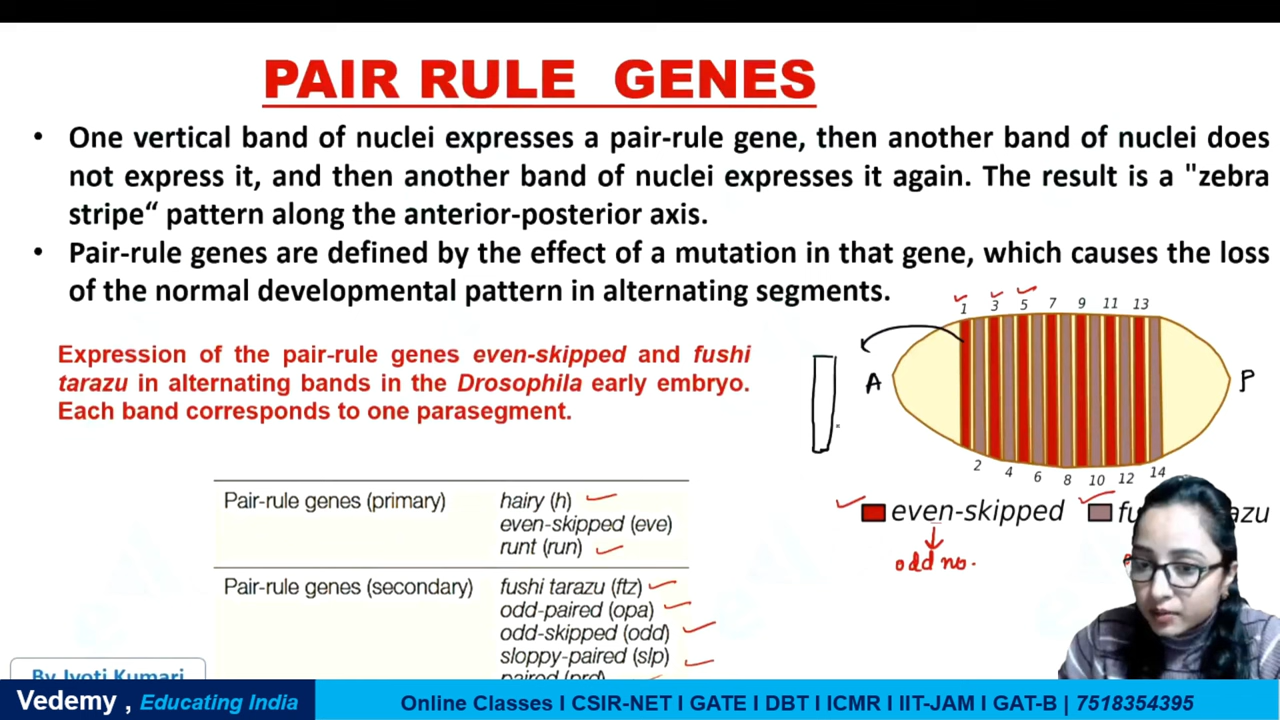 PAIR RULE GENES
• One vertical band of nuclei expresses a pair-rule gene, then another band of nuclei does
not express it, and then another band of nuclei expresses it again. The result is a "zebra
stripe“ pattern along the anterior-posterior axis.
• Pair-rule genes are defined by the effect of a mutation in that gene, which causes the loss
of the normal developmental pattern in alternating segments.
Expression of the pair-rule genes even-skipped and fushi
tarazu in alternating bands in the Drosophila early embryo.
Each band corresponds to one parasegment.
1 3 5 7 9 11 13
A P
2 4 6 8 10 12 14
even-skipped
odd no.
Pair-rule genes (primary) hairy (h)
even-skipped (eve)
runt (run)
Pair-rule genes (secondary) fushi tarazu (ftz)
odd-paired (opa)
odd-skipped (odd)
sloppy-paired (slp)
paired (prd)
By Jyoti Kumari
Vedemy , Educating India
Online Classes I CSIR-NET I GATE I DBT I ICMR I IIT-JAM I GAT-B | 7518354395